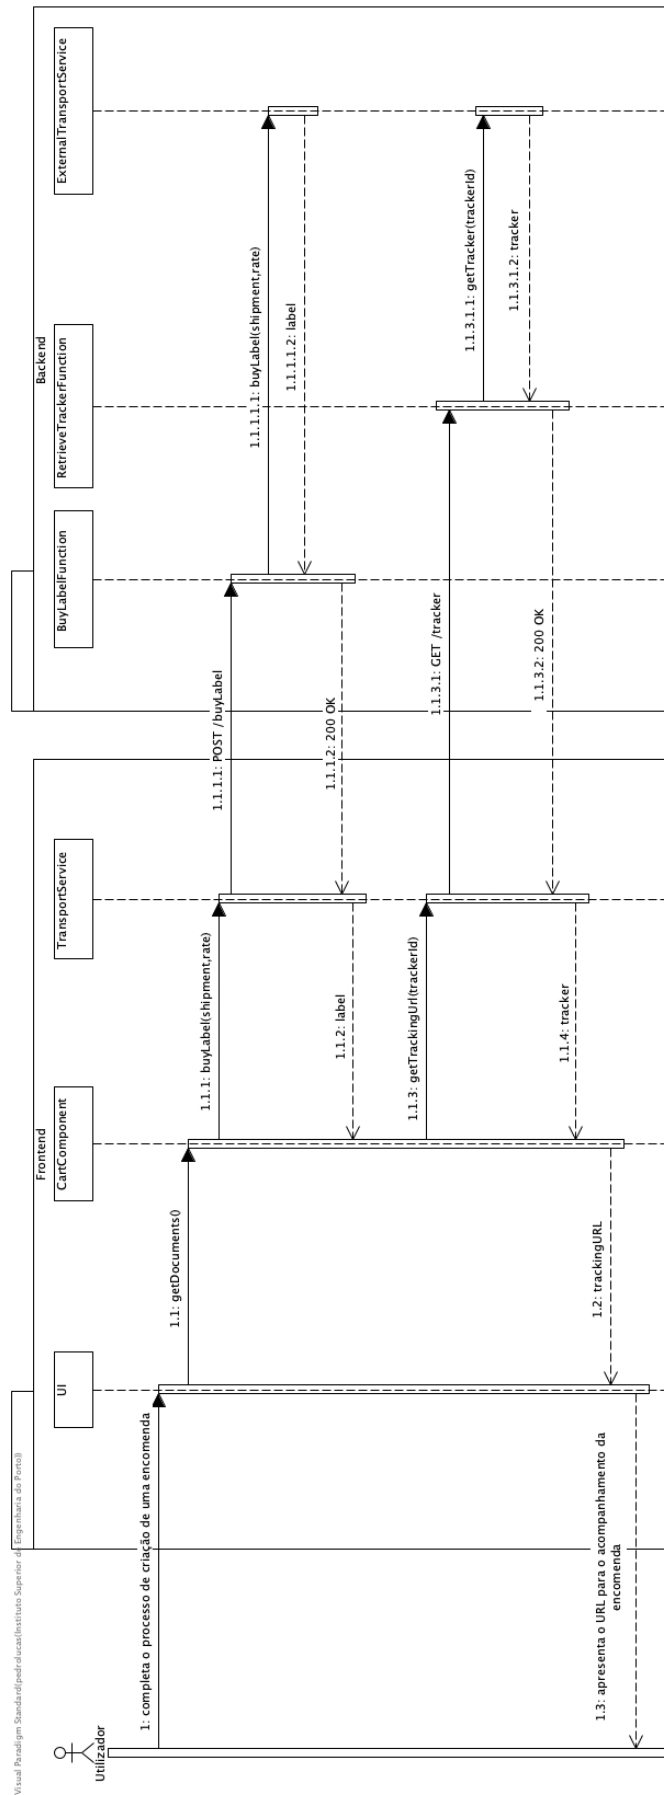 Visual Paradigm Standard(pedrolucas(Instituto Superior de Engenharia do Porto))
Frontend
Backend
Utilizador
UI
CartComponent
TransportService
BuyLabelFunction
RetrieveTrackerFunction
ExternalTransportService
1: completa o processo de criação de uma encomenda
1.1: getDocuments()
1.1.1: buyLabel(shipment,rate)
1.1.1.1: POST /buyLabel
1.1.1.1.1: buyLabel(shipment,rate)
1.1.1.1.2: label
1.1.1.2: 200 OK
1.1.2: label
1.1.3: getTrackingUrl(trackerId)
1.1.3.1: GET /tracker
1.1.3.1.1: getTracker(trackerId)
1.1.3.1.2: tracker
1.1.3.2: 200 OK
1.1.4: tracker
1.2: trackingURL
1.3: apresenta o URL para o acompanhamento da
encomenda